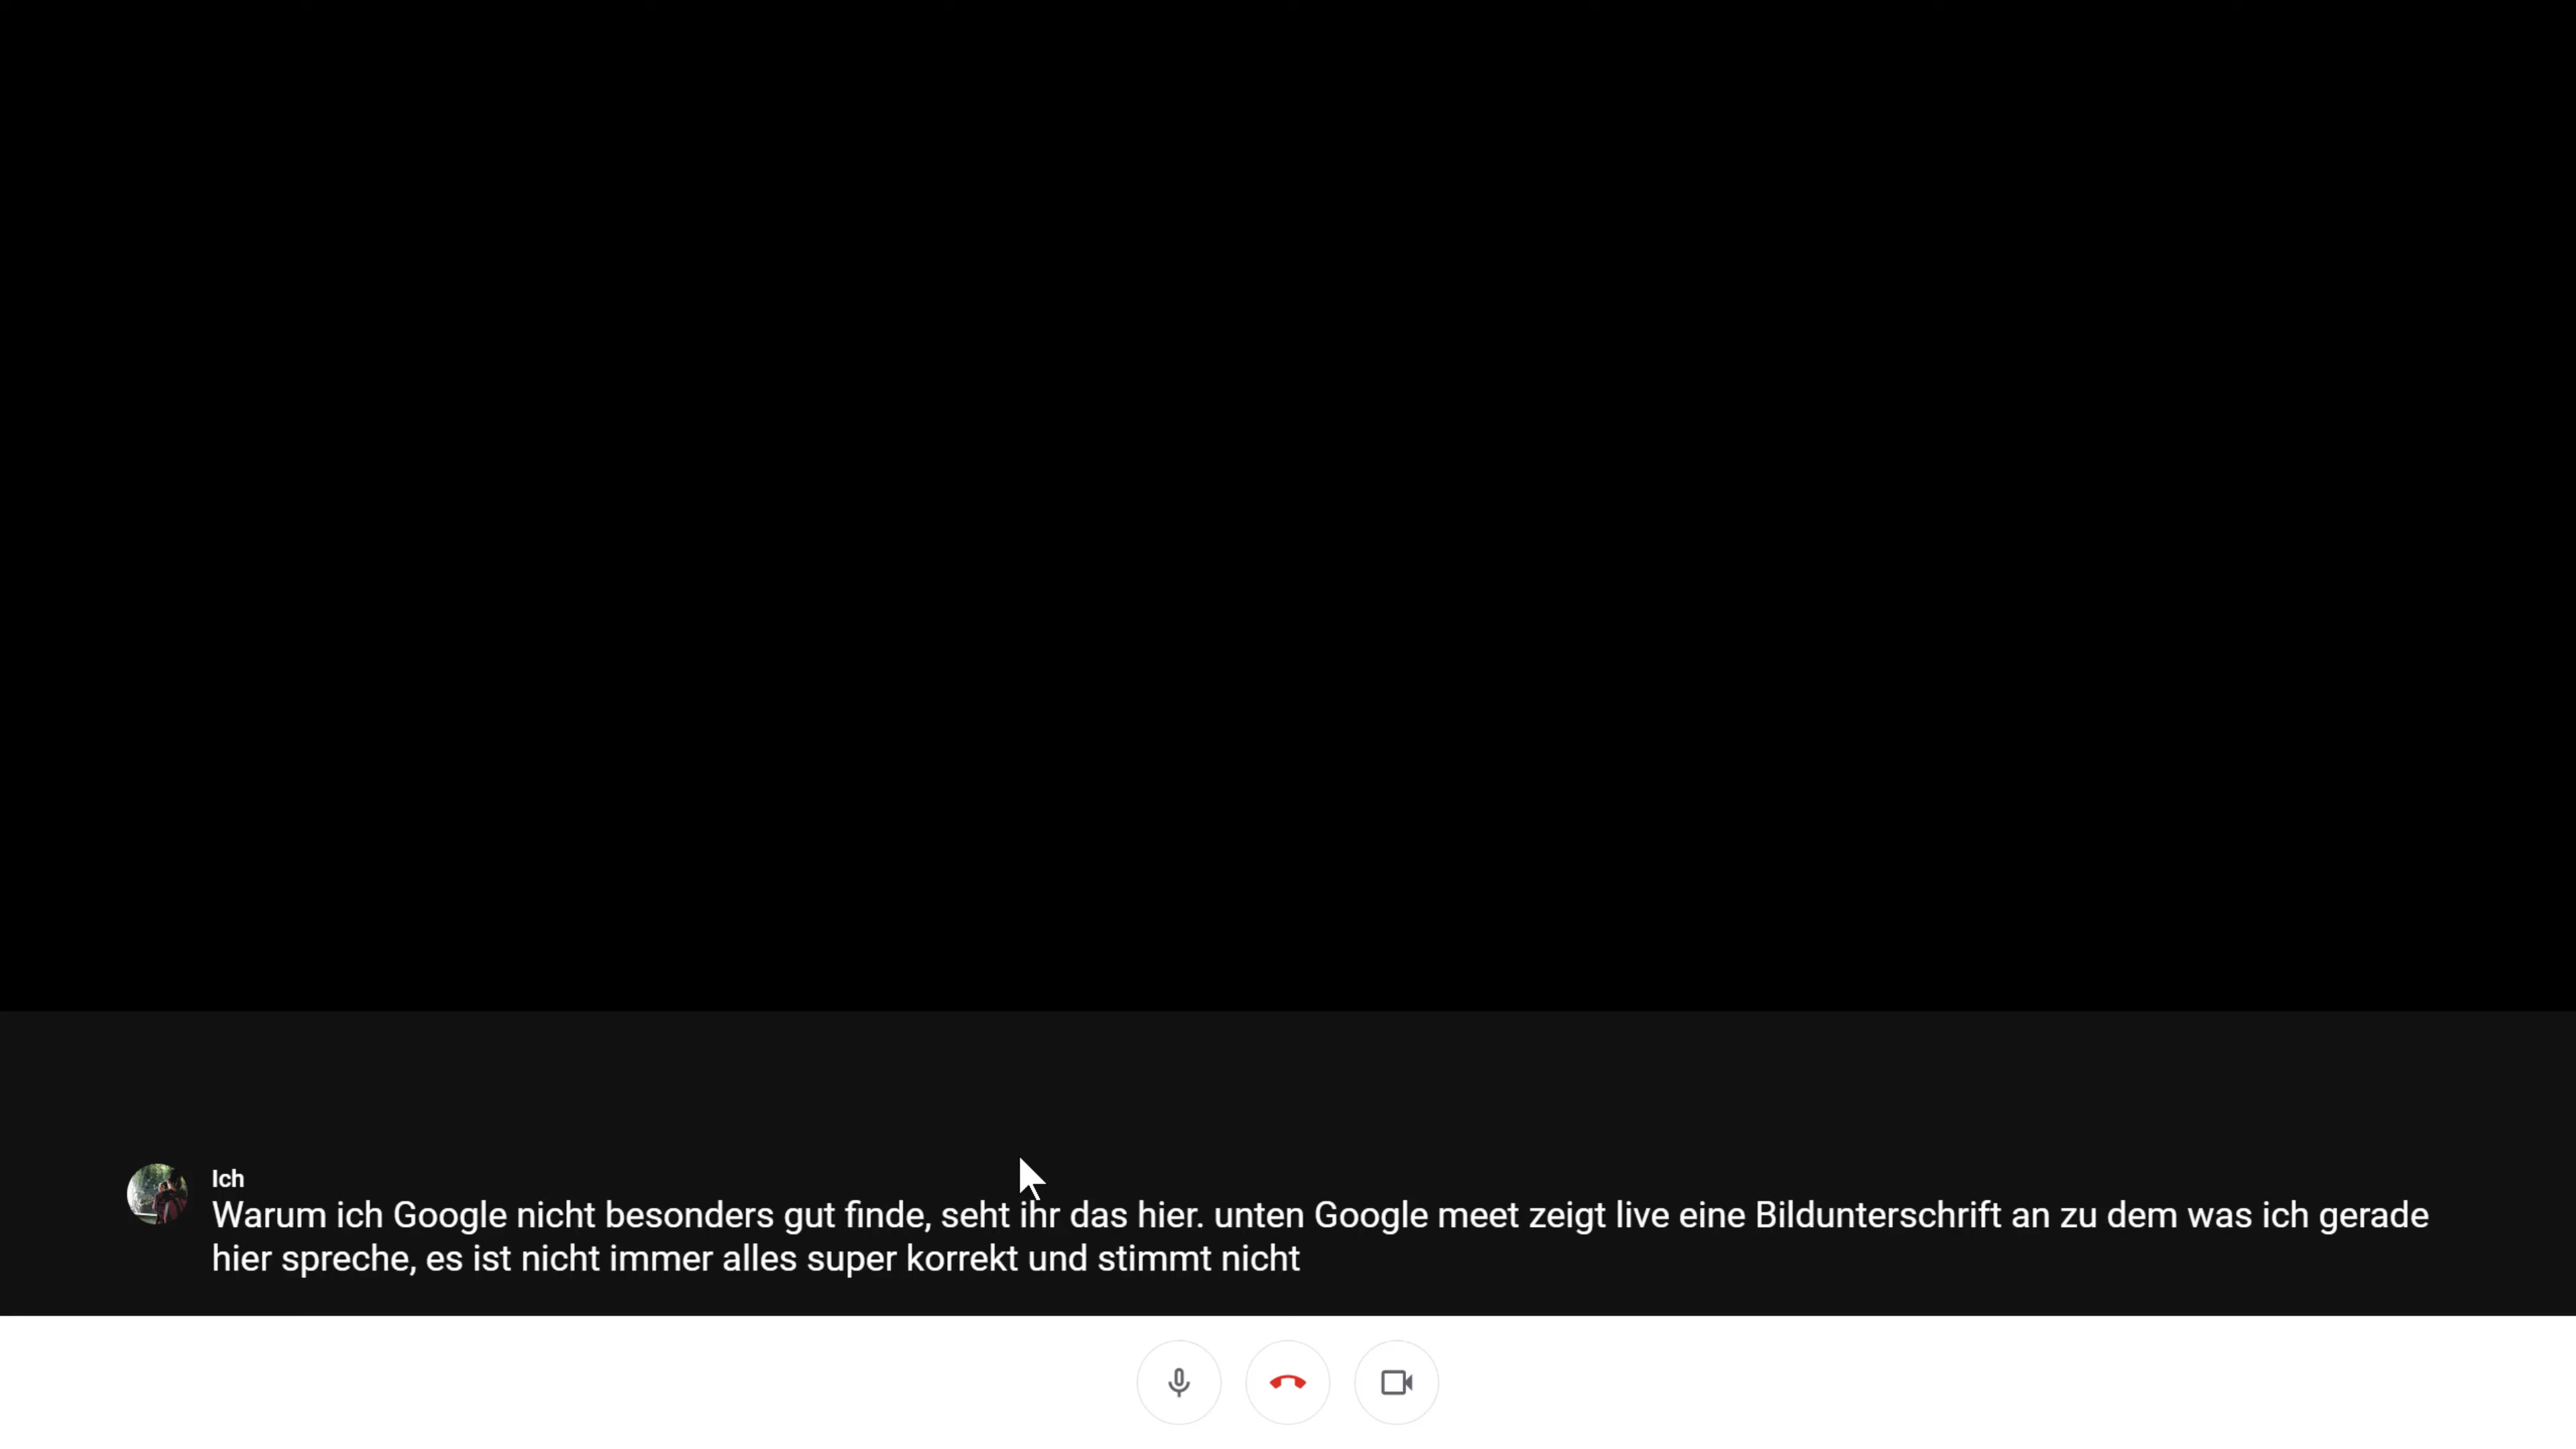 Ich
Warum ich Google nicht besonders gut finde, seht ihr das hier. unten Google meet zeigt live eine Bildunterschrift an zu dem was ich gerade
hier spreche, es ist nicht immer alles super korrekt und stimmt nicht